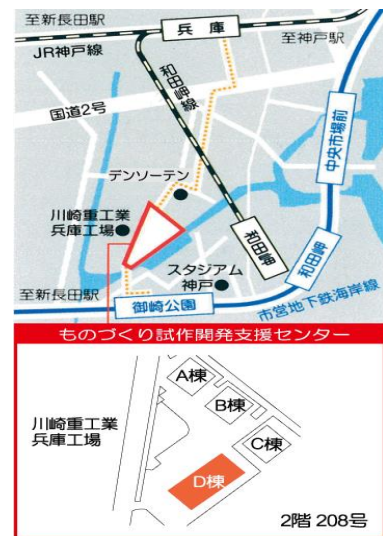 至新長田駅
兵庫
至神戸駅
JR神戸線
和田岬線
国道2号
中央市場前
デンソーテン
川崎重工業
兵庫工場
和田岬
スタジアム
神戸
和田岬
至新長田駅
御崎公園
市営地下鉄海岸線
ものづくり試作開発支援センター
A棟
B棟
川崎重工業
兵庫工場
C棟
D棟
2階 208号